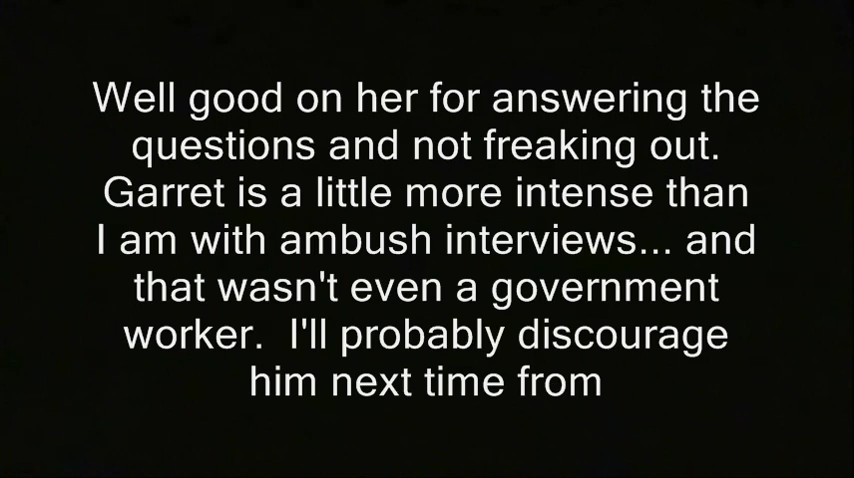 Well good on her for answering the
questions and not freaking out.
Garret is a little more intense than
I am with ambush interviews... and
that wasn't even a government
worker.  I'll probably discourage
him next time from